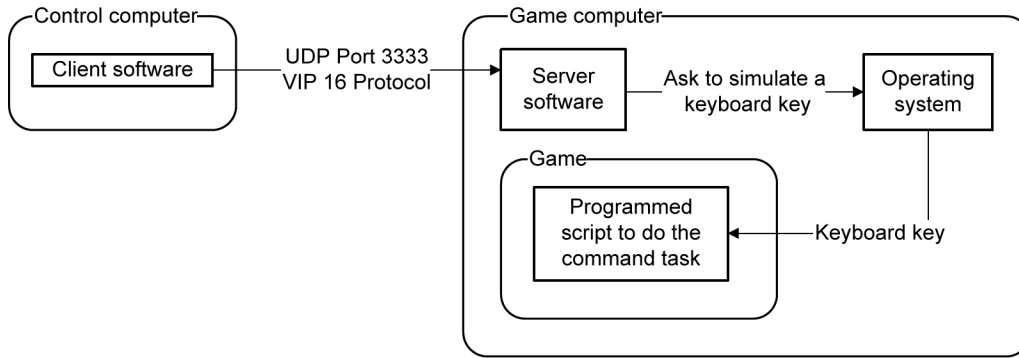 Control computer
Client software
UDP Port 3333
VIP 16 Protocol
Game computer
Server
software
Ask to simulate a
keyboard key
Operating
system
Game
Programmed
script to do the
command task
Keyboard key